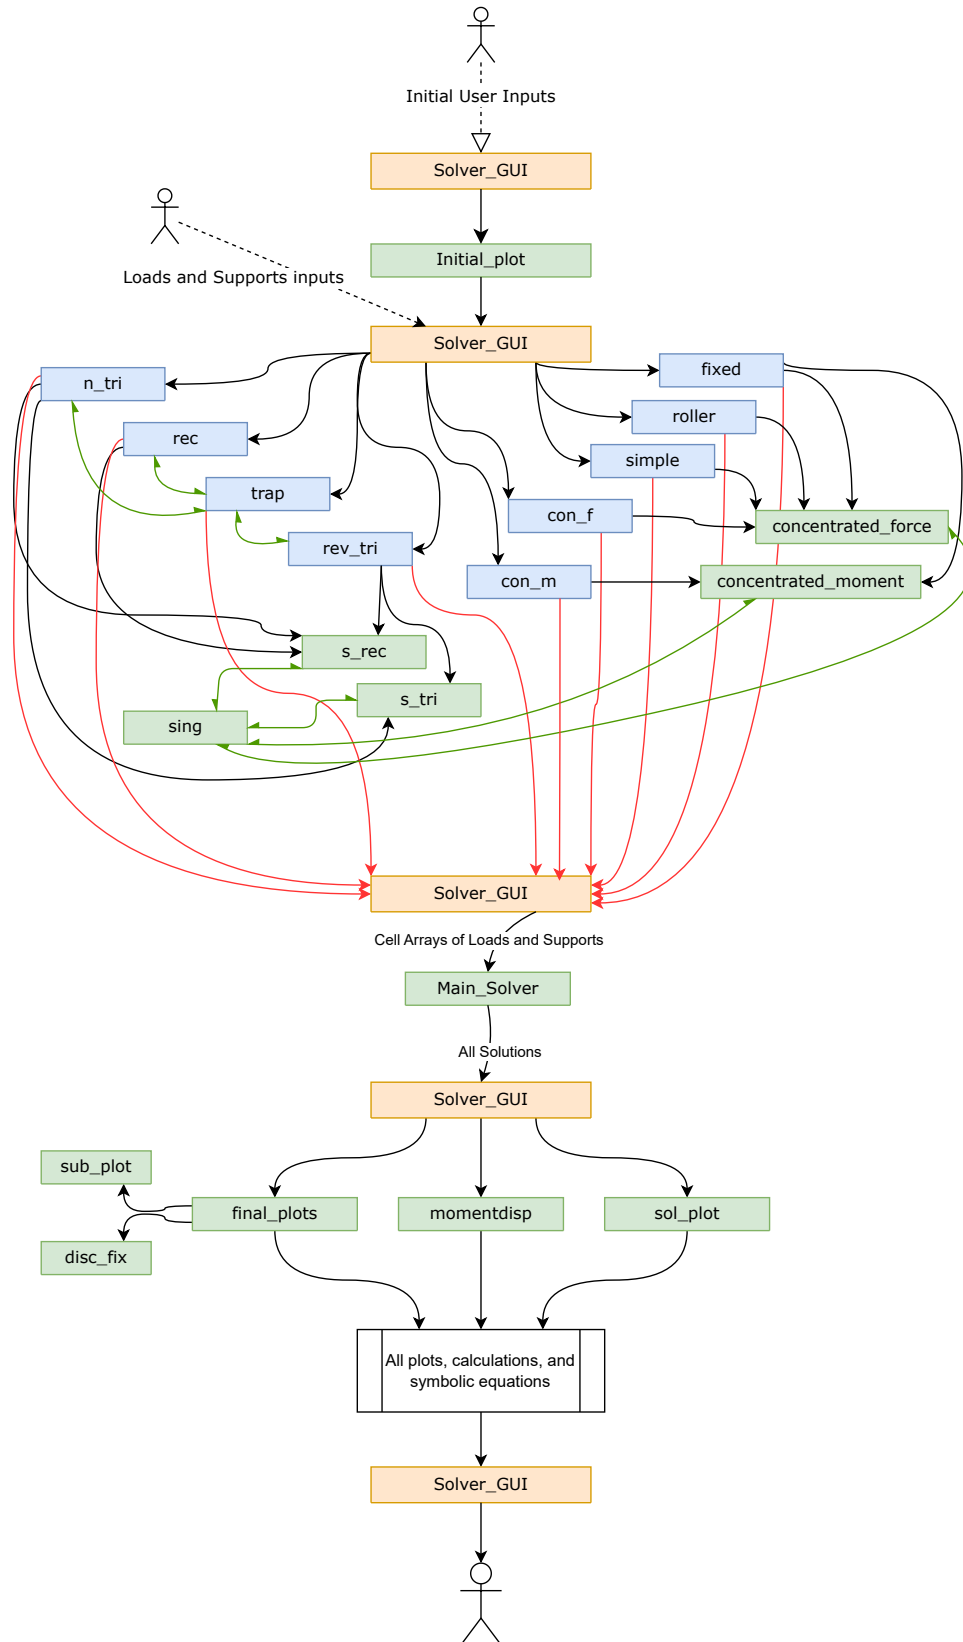 Initial User Inputs
Solver_GUI
Initial_plot
Loads and Supports inputs
Solver_GUI
n_tri
fixed
rec
roller
simple
trap
con_f
concentrated_force
rev_tri
con_m
concentrated_moment
s_rec
s_tri
sing
Solver_GUI
Cell Arrays of Loads and Supports
Main_Solver
All Solutions
Solver_GUI
sub_plot
final_plots
momentdisp
sol_plot
disc_fix
All plots, calculations, and
symbolic equations
Solver_GUI